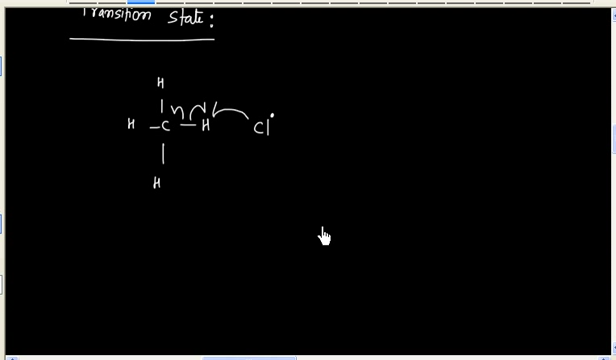 Transition State:
H
H -C - H Cl•
H